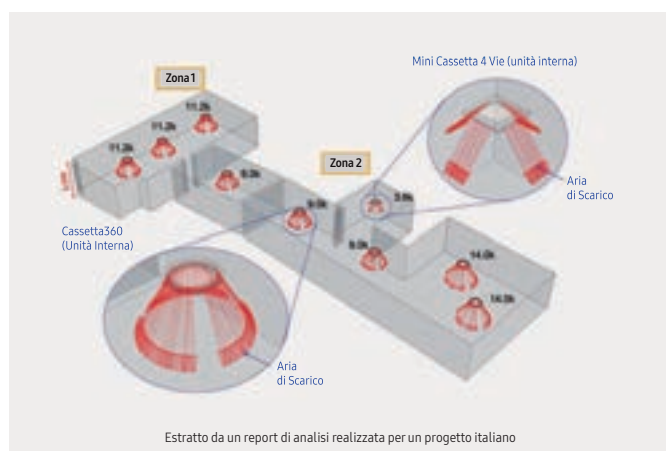 Mini Cassetta 4 Vie (unità interna)
Zona 1
11.2k
11.2k
11.2k
Zona 2
Aria
di Scarico
9.0k
14.0k
14.0k
Cassetta360
(Unità Interna)
Aria
di Scarico
Estratto da un report di analisi realizzata per un progetto italiano